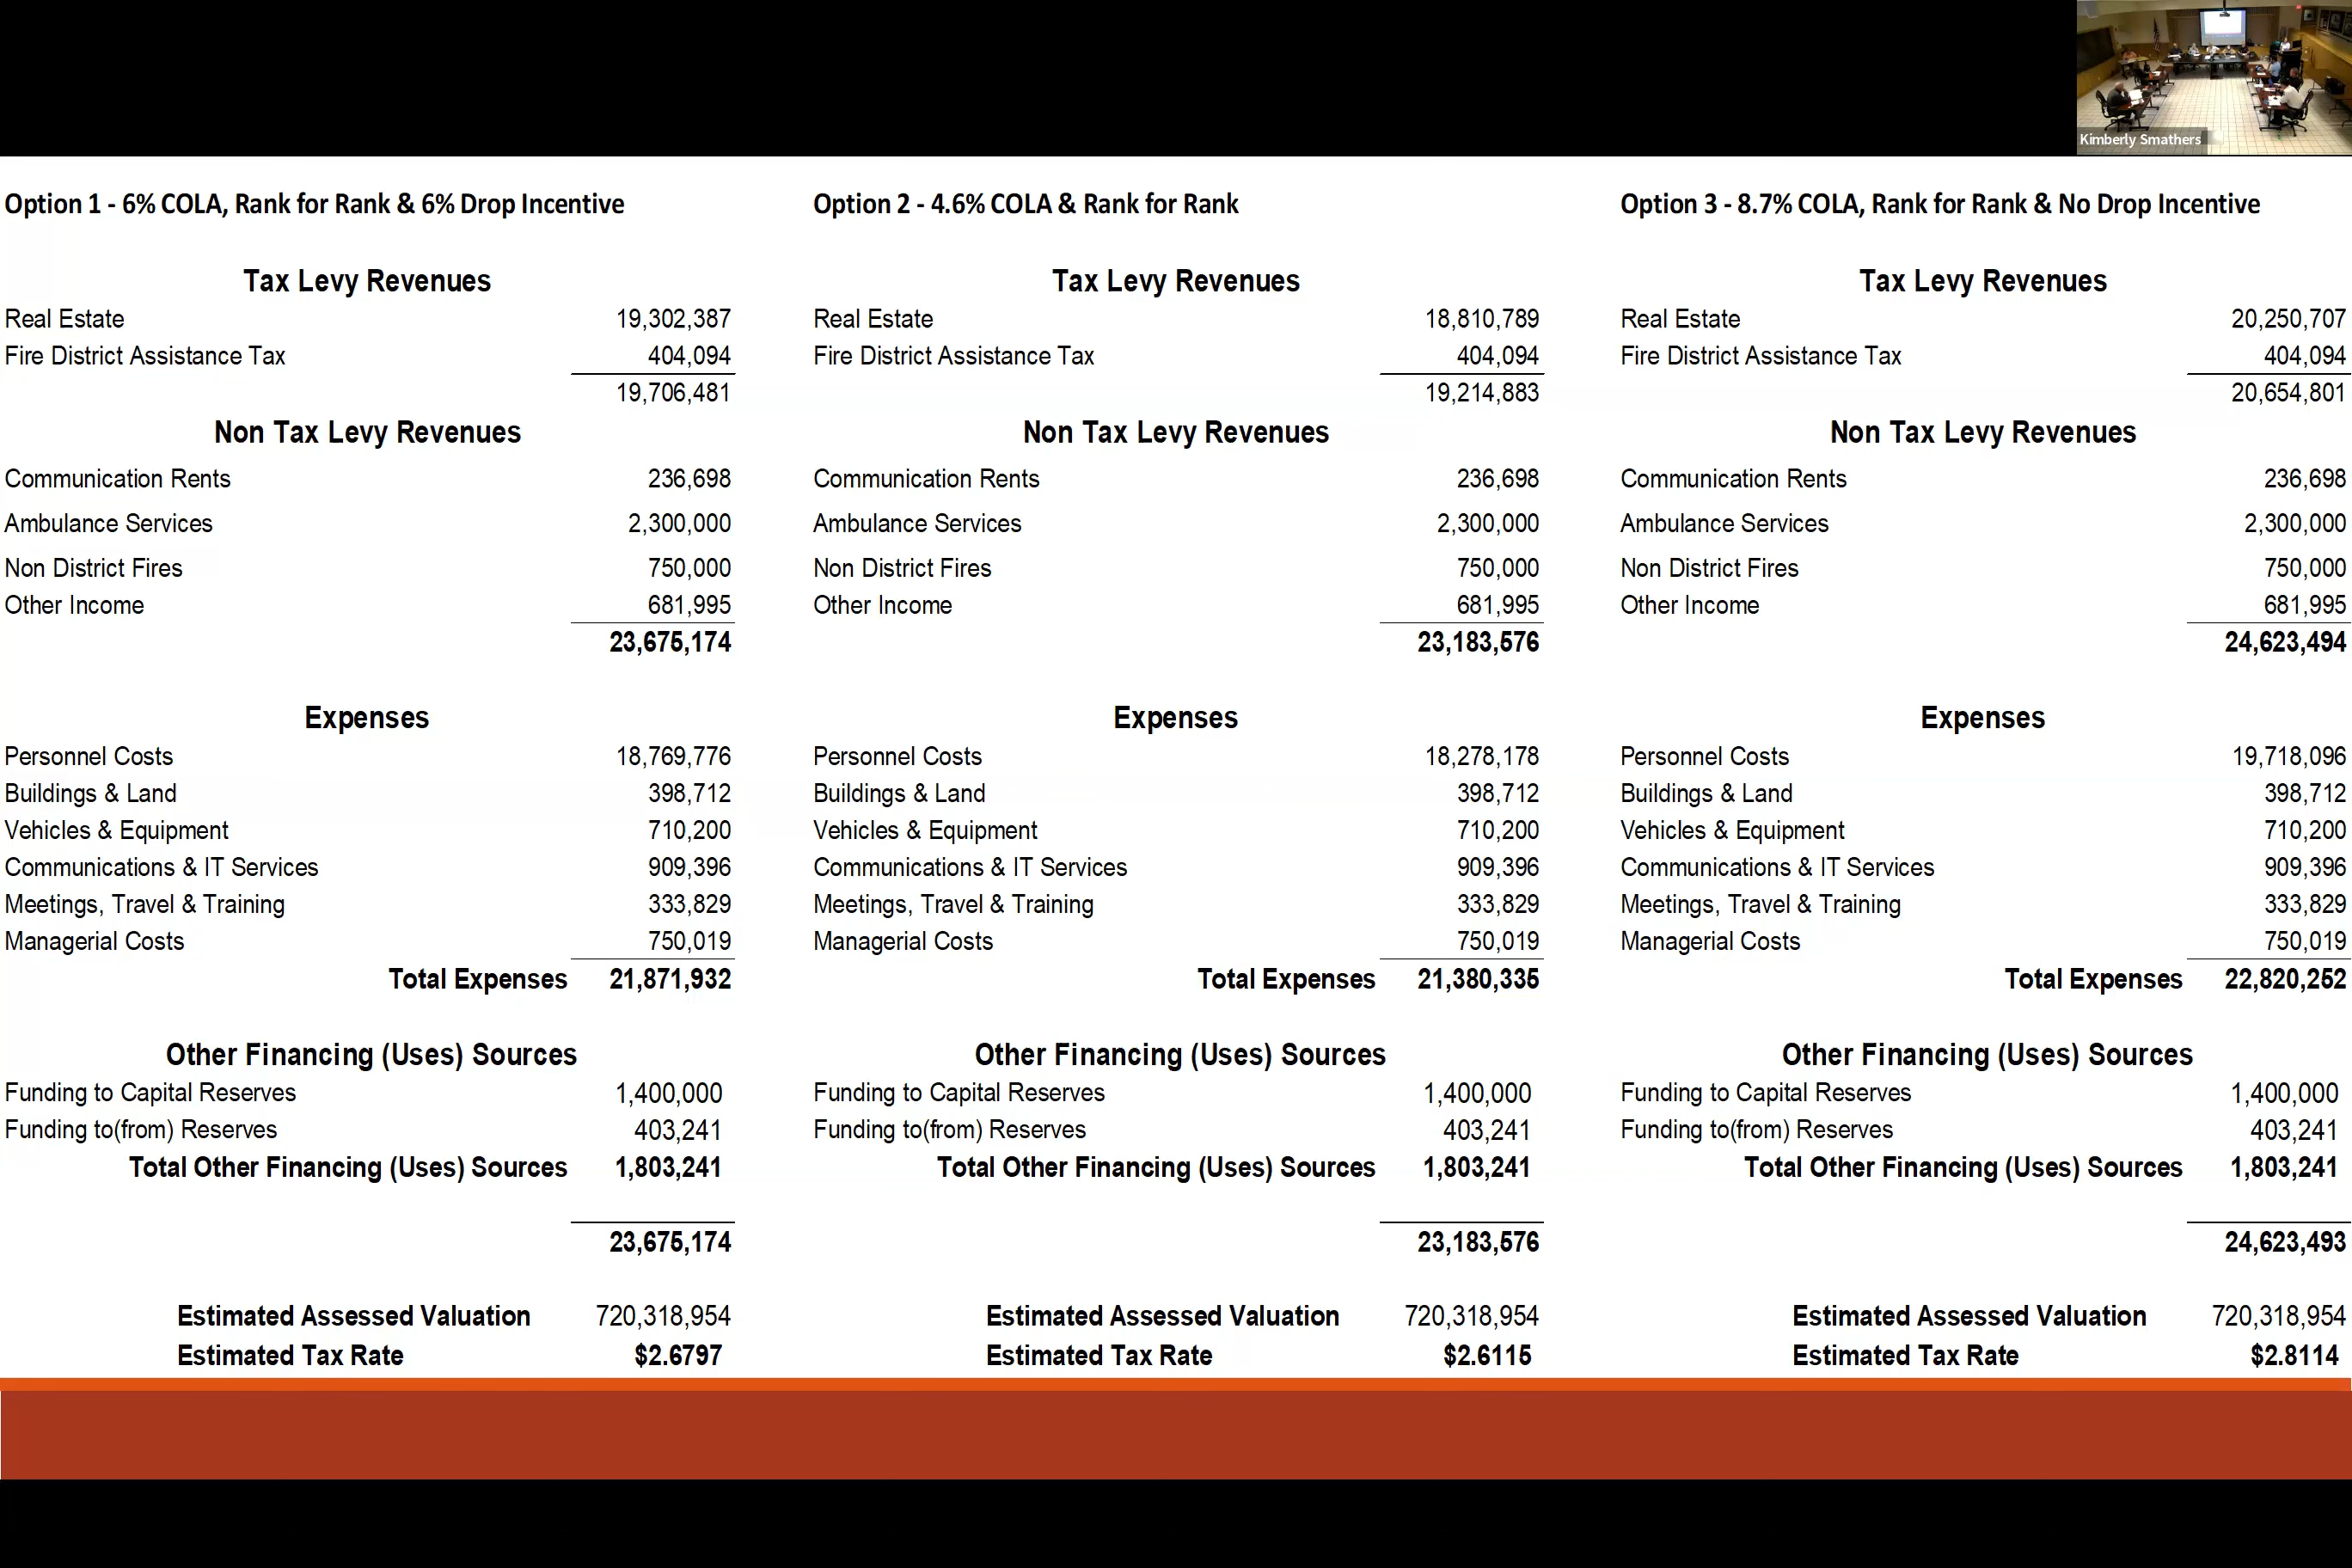 Kimberly Smathers
Option 1 - 6% COLA, Rank for Rank & 6% Drop Incentive
Tax Levy Revenues
Real Estate 19,302,387
Fire District Assistance Tax 404,094
19,706,481
Non Tax Levy Revenues
Communication Rents 236,698
Ambulance Services 2,300,000
Non District Fires 750,000
Other Income 681,995
23,675,174
Expenses
Personnel Costs 18,769,776
Buildings & Land 398,712
Vehicles & Equipment 710,200
Communications & IT Services 909,396
Meetings, Travel & Training 333,829
Managerial Costs 750,019
Total Expenses 21,871,932
Other Financing (Uses) Sources
Funding to Capital Reserves 1,400,000
Funding to(from) Reserves 403,241
Total Other Financing (Uses) Sources 1,803,241
23,675,174
Estimated Assessed Valuation 720,318,954
Estimated Tax Rate $2.6797
Option 2 - 4.6% COLA & Rank for Rank
Tax Levy Revenues
Real Estate 18,810,789
Fire District Assistance Tax 404,094
19,214,883
Non Tax Levy Revenues
Communication Rents 236,698
Ambulance Services 2,300,000
Non District Fires 750,000
Other Income 681,995
23,183,576
Expenses
Personnel Costs 18,278,178
Buildings & Land 398,712
Vehicles & Equipment 710,200
Communications & IT Services 909,396
Meetings, Travel & Training 333,829
Managerial Costs 750,019
Total Expenses 21,380,335
Other Financing (Uses) Sources
Funding to Capital Reserves 1,400,000
Funding to(from) Reserves 403,241
Total Other Financing (Uses) Sources 1,803,241
23,183,576
Estimated Assessed Valuation 720,318,954
Estimated Tax Rate $2.6115
Option 3 - 8.7% COLA, Rank for Rank & No Drop Incentive
Tax Levy Revenues
Real Estate 20,250,707
Fire District Assistance Tax 404,094
20,654,801
Non Tax Levy Revenues
Communication Rents 236,698
Ambulance Services 2,300,000
Non District Fires 750,000
Other Income 681,995
24,623,494
Expenses
Personnel Costs 19,718,096
Buildings & Land 398,712
Vehicles & Equipment 710,200
Communications & IT Services 909,396
Meetings, Travel & Training 333,829
Managerial Costs 750,019
Total Expenses 22,820,252
Other Financing (Uses) Sources
Funding to Capital Reserves 1,400,000
Funding to(from) Reserves 403,241
Total Other Financing (Uses) Sources 1,803,241
24,623,493
Estimated Assessed Valuation 720,318,954
Estimated Tax Rate $2.8114